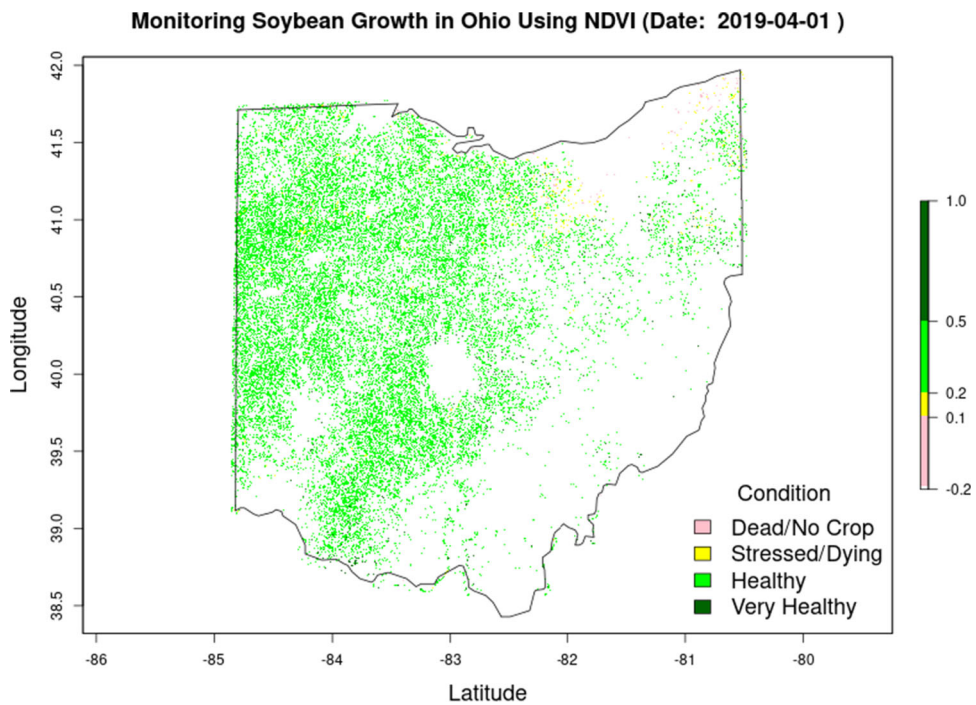 Monitoring Soybean Growth in Ohio Using NDVI (Date:  2019-04-01 )
Longitude
42.0
41.5
41.0
40.5
40.0
39.5
39.0
38.5
-86
-85
-84
-83
-82
-81
-80
Latitude
1.0
0.5
0.2
0.1
-0.2
Condition
Dead/No Crop
Stressed/Dying
Healthy
Very Healthy